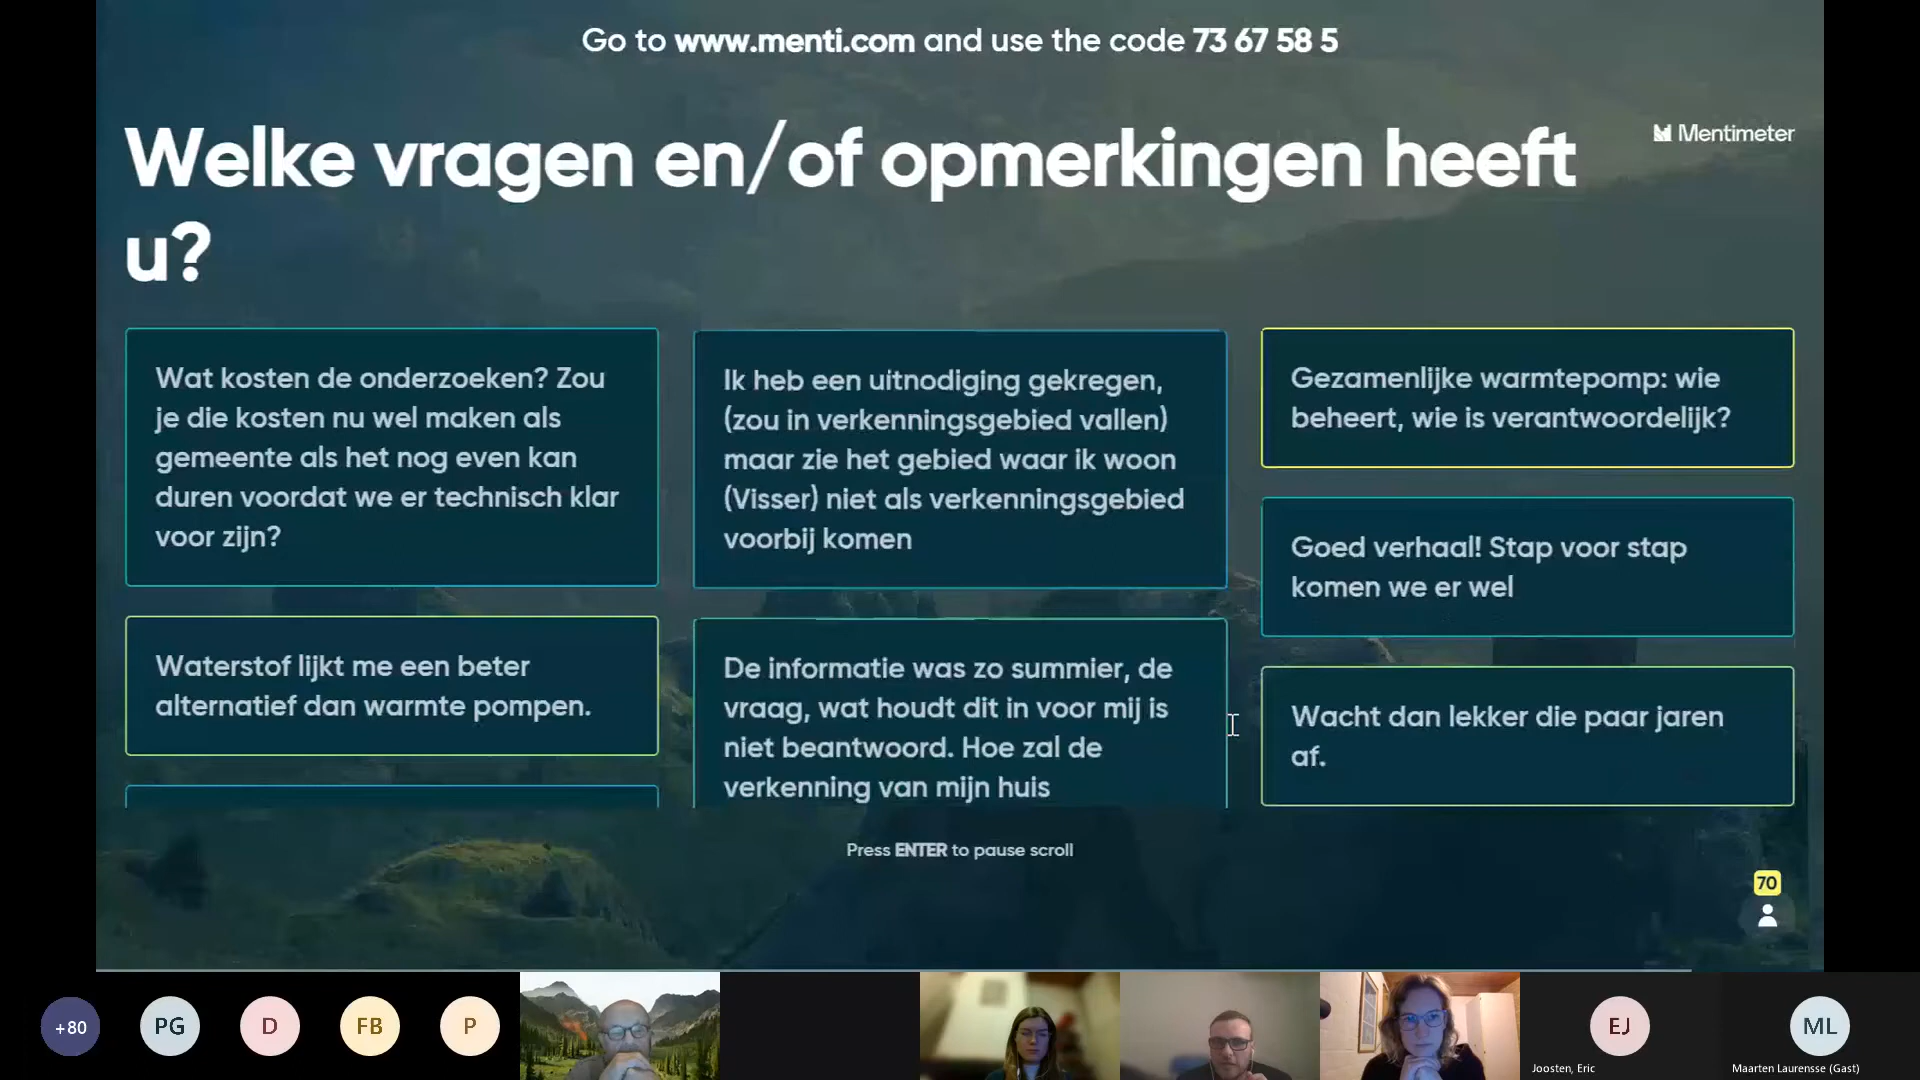 Go to www.menti.com and use the code 73 67 58 5
Welke vragen en/of opmerkingen heeft
u?
Mentimeter
Wat kosten de onderzoeken? Zou
je die kosten nu wel maken als
gemeente als het nog even kan
duren voordat we er technisch klar
voor zijn?
Waterstof lijkt me een beter
alternatief dan warmte pompen.
Ik heb een uitnodiging gekregen,
(zou in verkenningsgebied vallen)
maar zie het gebied waar ik woon
(Visser) niet als verkenningsgebied
voorbij komen
De informatie was zo summier, de
vraag, wat houdt dit in voor mij is
niet beantwoord. Hoe zal de
verkenning van mijn huis
Gezamenlijke warmtepomp: wie
beheert, wie is verantwoordelijk?
Goed verhaal! Stap voor stap
komen we er wel
Wacht dan lekker die paar jaren
af.
Press ENTER to pause scroll
70
+80
PG
D
FB
P
EJ
Joosten, Eric
ML
Maarten Laurensse (Gast)